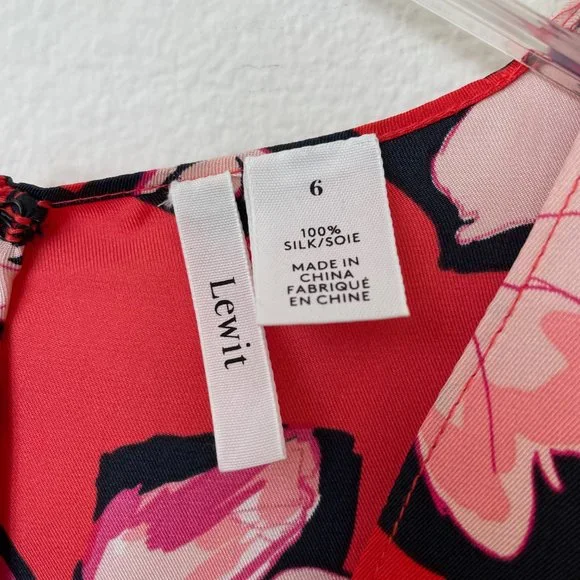 Lewit
6
100%
SILK/SOIE
MADE IN
CHINA
FABRIQUÉ
EN CHINE